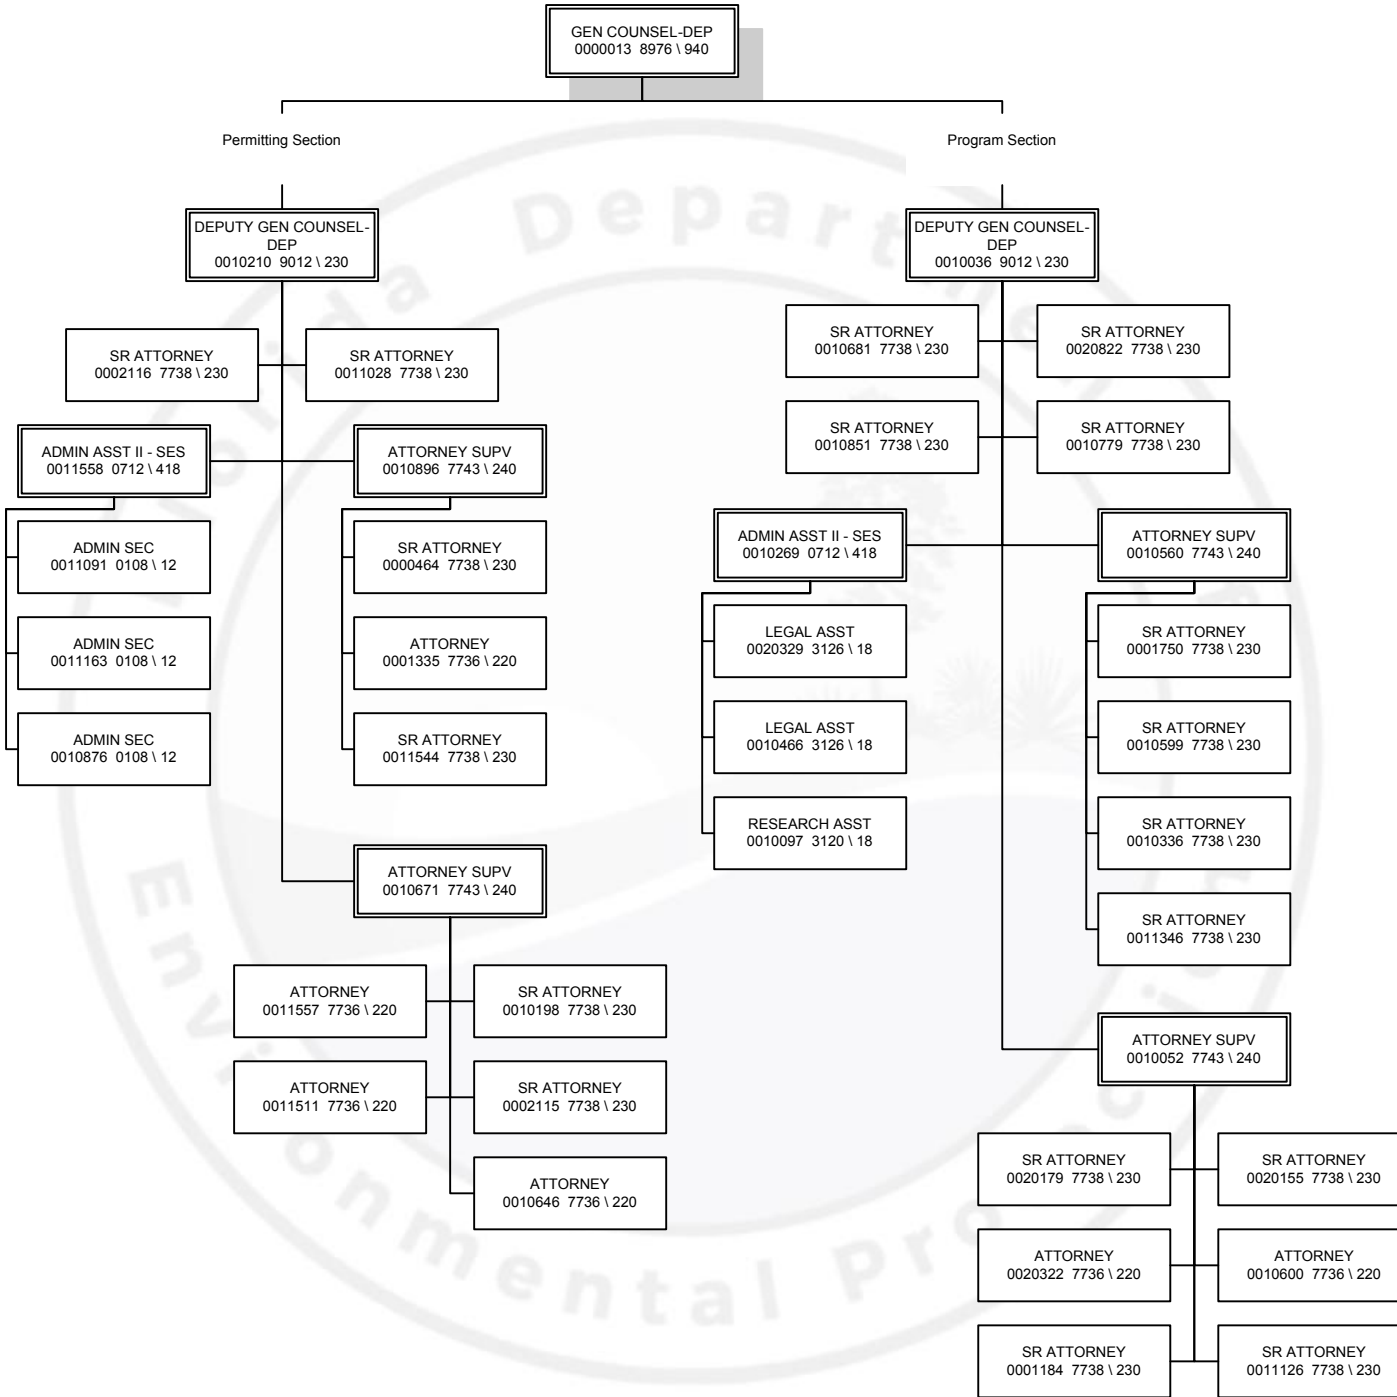 GEN COUNSEL-DEP
0000013  8976 \ 940
Permitting Section
Program Section
DEPUTY GEN COUNSEL-
DEP
0010210  9012 \ 230
DEPUTY GEN COUNSEL-
DEP
0010036  9012 \ 230
SR ATTORNEY
0002116  7738 \ 230
SR ATTORNEY
0011028  7738 \ 230
ADMIN ASST II - SES
0011558  0712 \ 418
ATTORNEY SUPV
0010896  7743 \ 240
ADMIN SEC
0011091  0108 \ 12
ADMIN SEC
0011163  0108 \ 12
ADMIN SEC
0010876  0108 \ 12
SR ATTORNEY
0000464  7738 \ 230
ATTORNEY
0001335  7736 \ 220
SR ATTORNEY
0011544  7738 \ 230
ATTORNEY SUPV
0010671  7743 \ 240
ATTORNEY
0011557  7736 \ 220
SR ATTORNEY
0010198  7738 \ 230
ATTORNEY
0011511  7736 \ 220
SR ATTORNEY
0002115  7738 \ 230
ATTORNEY
0010646  7736 \ 220
SR ATTORNEY
0010681  7738 \ 230
SR ATTORNEY
0020822  7738 \ 230
SR ATTORNEY
0010851  7738 \ 230
SR ATTORNEY
0010779  7738 \ 230
ADMIN ASST II - SES
0010269  0712 \ 418
ATTORNEY SUPV
0010560  7743 \ 240
LEGAL ASST
0020329  3126 \ 18
LEGAL ASST
0010466  3126 \ 18
RESEARCH ASST
0010097  3120 \ 18
SR ATTORNEY
0001750  7738 \ 230
SR ATTORNEY
0010599  7738 \ 230
SR ATTORNEY
0010336  7738 \ 230
SR ATTORNEY
0011346  7738 \ 230
ATTORNEY SUPV
0010052  7743 \ 240
SR ATTORNEY
0020179  7738 \ 230
SR ATTORNEY
0020155  7738 \ 230
ATTORNEY
0020322  7736 \ 220
ATTORNEY
0010600  7736 \ 220
SR ATTORNEY
0001184  7738 \ 230
SR ATTORNEY
0011126  7738 \ 230
Environmental